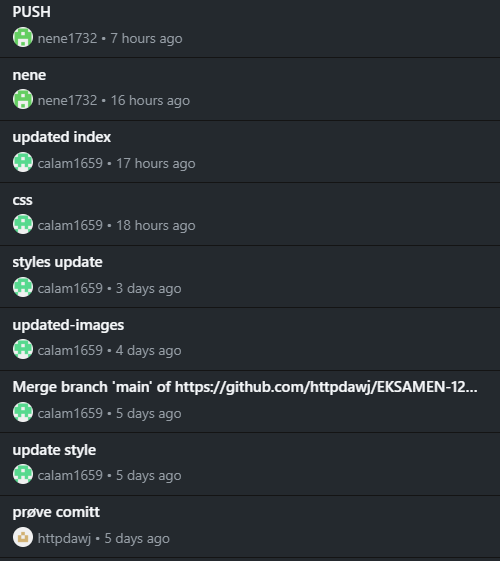 PUSH
nene1732 • 7 hours ago
nene
nene1732 • 16 hours ago
updated index
calam1659 • 17 hours ago
css
calam1659 • 18 hours ago
styles update
calam1659 • 3 days ago
updated-images
calam1659 • 4 days ago
Merge branch 'main' of https://github.com/httpdawj/EKSAMEN-12...
calam1659 • 5 days ago
update style
calam1659 • 5 days ago
prøve comitt
httpdawj • 5 days ago